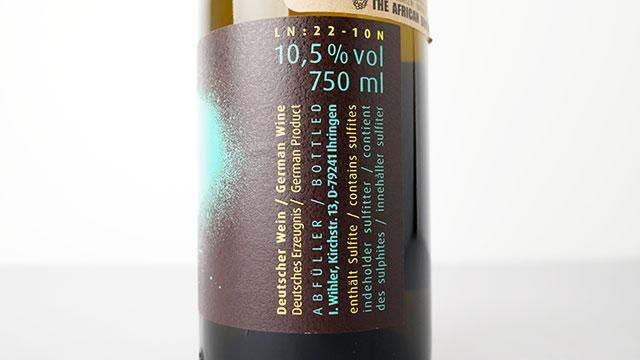 THE AFRICAN
LN:22-10N
10,5% vol
750 ml
Deutscher Wein / German Wine
Deutsches Erzeugnis / German Product
ABFÜLLER / BOTTLED
I. Wihler, Kirchstr. 13, D-79241 Ihringen
enthält Sulfite / contains sulfites
indeholder sulfitter / contient
des sulphites / innehåller sulfiter